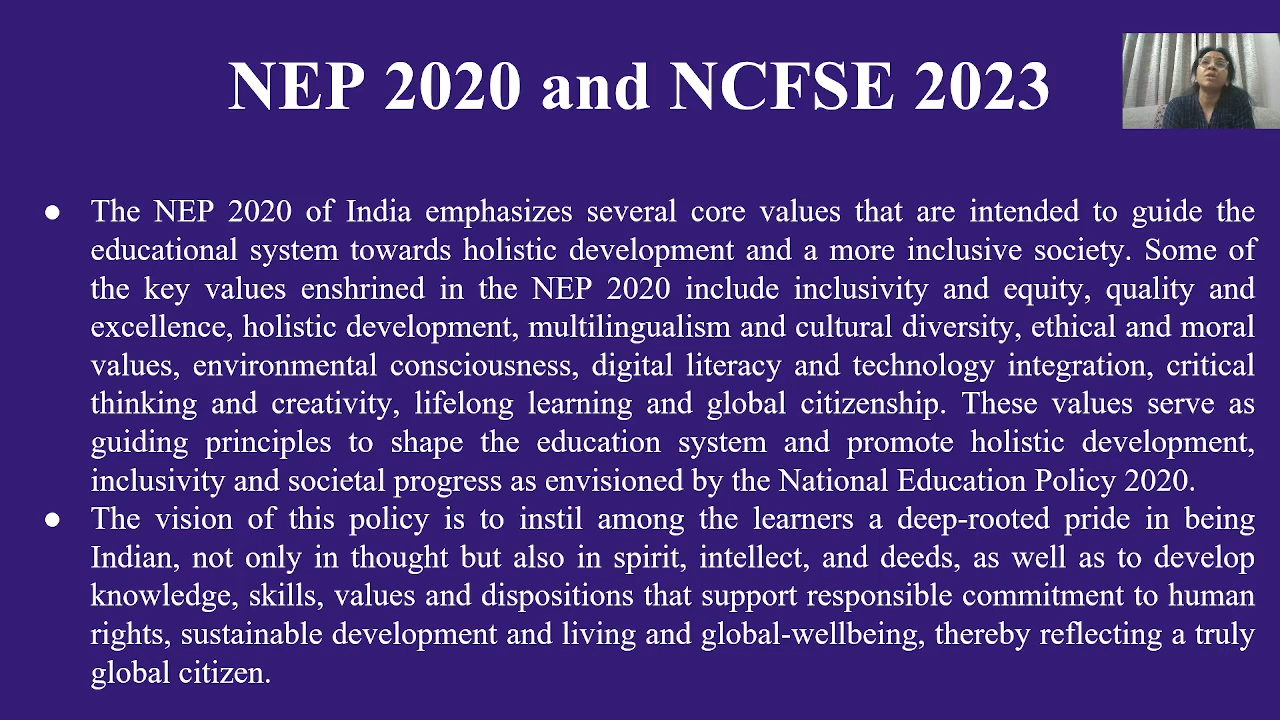 NEP 2020 and NCFSE 2023
● The NEP 2020 of India emphasizes several core values that are intended to guide the
educational system towards holistic development and a more inclusive society. Some of
the key values enshrined in the NEP 2020 include inclusivity and equity, quality and
excellence, holistic development, multilingualism and cultural diversity, ethical and moral
values, environmental consciousness, digital literacy and technology integration, critical
thinking and creativity, lifelong learning and global citizenship. These values serve as
guiding principles to shape the education system and promote holistic development,
inclusivity and societal progress as envisioned by the National Education Policy 2020.
● The vision of this policy is to instil among the learners a deep-rooted pride in being
Indian, not only in thought but also in spirit, intellect, and deeds, as well as to develop
knowledge, skills, values and dispositions that support responsible commitment to human
rights, sustainable development and living and global-wellbeing, thereby reflecting a truly
global citizen.